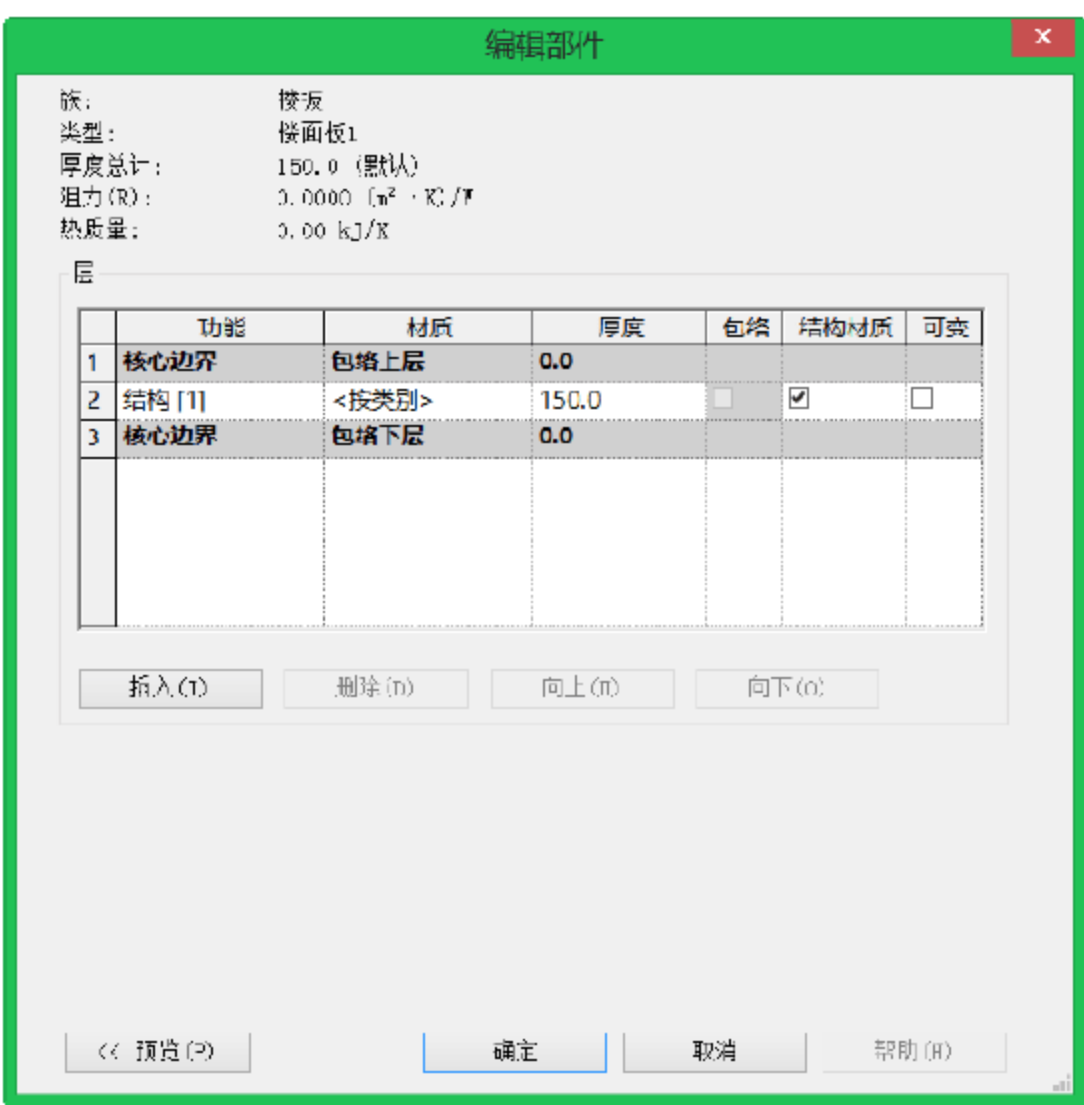 编辑部件
x
族: 楼板
类型: 楼面板1
厚度总计: 150.0 (默认)
阻力(R): 0.0000 (m²·K)/W
热质量: 0.00 kJ/K
层
功能 材质 厚度 包络 结构材质 可变
1 核心边界 包络上层 0.0
2 结构 [1] <按类别> 150.0
3 核心边界 包络下层 0.0
插入(I) 删除(D) 向上(U) 向下(O)
<< 预览(P) 确定 取消 帮助(H)